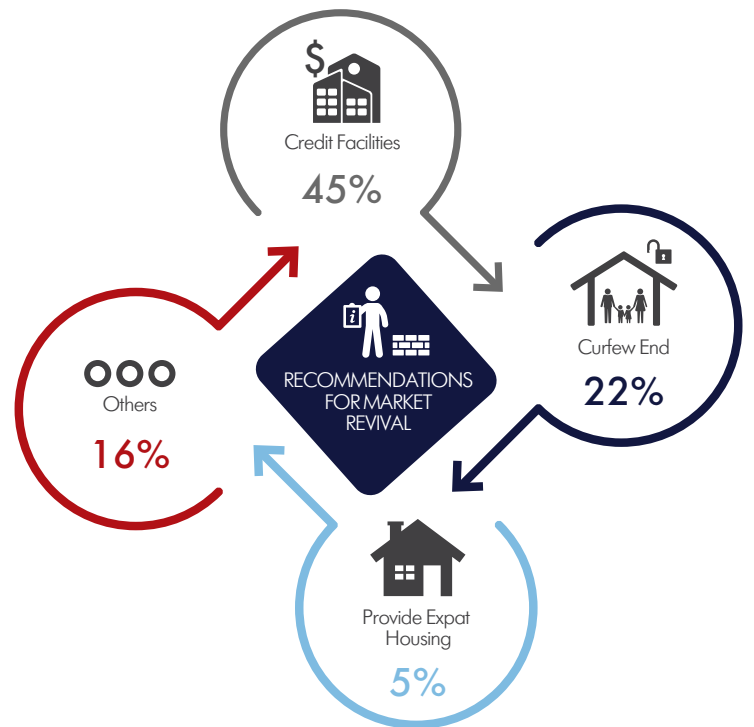 $
Credit Facilities
45%
Curfew End
22%
i
RECOMMENDATIONS
FOR MARKET
REVIVAL
Others
16%
Provide Expat
Housing
5%